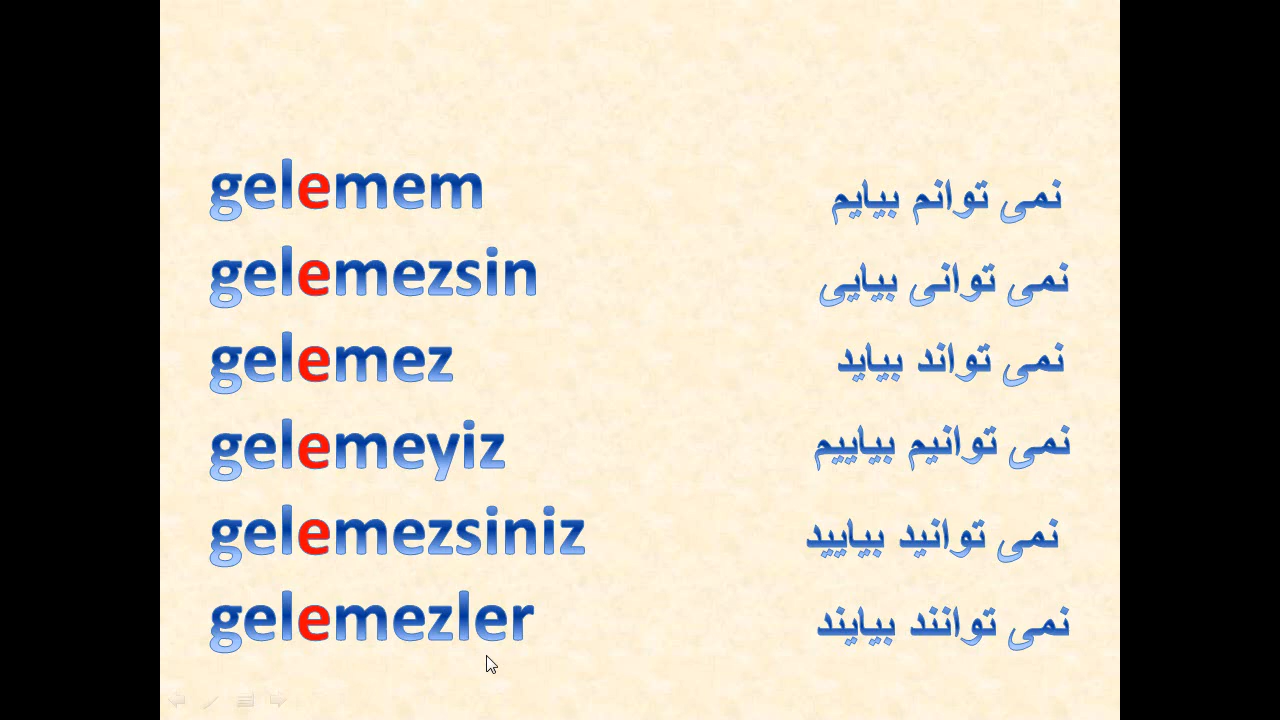 gelemem نمی توانم بیایم
gelemezsin نمی توانی بیایی
gelemez نمی تواند بیاید
gelemeyiz نمی توانیم بیاییم
gelemezsiniz نمی توانید بیایید
gelemezler نمی توانند بیایند